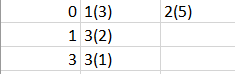 0 1(3) 2(5)
1 3(2)
3 3(1)